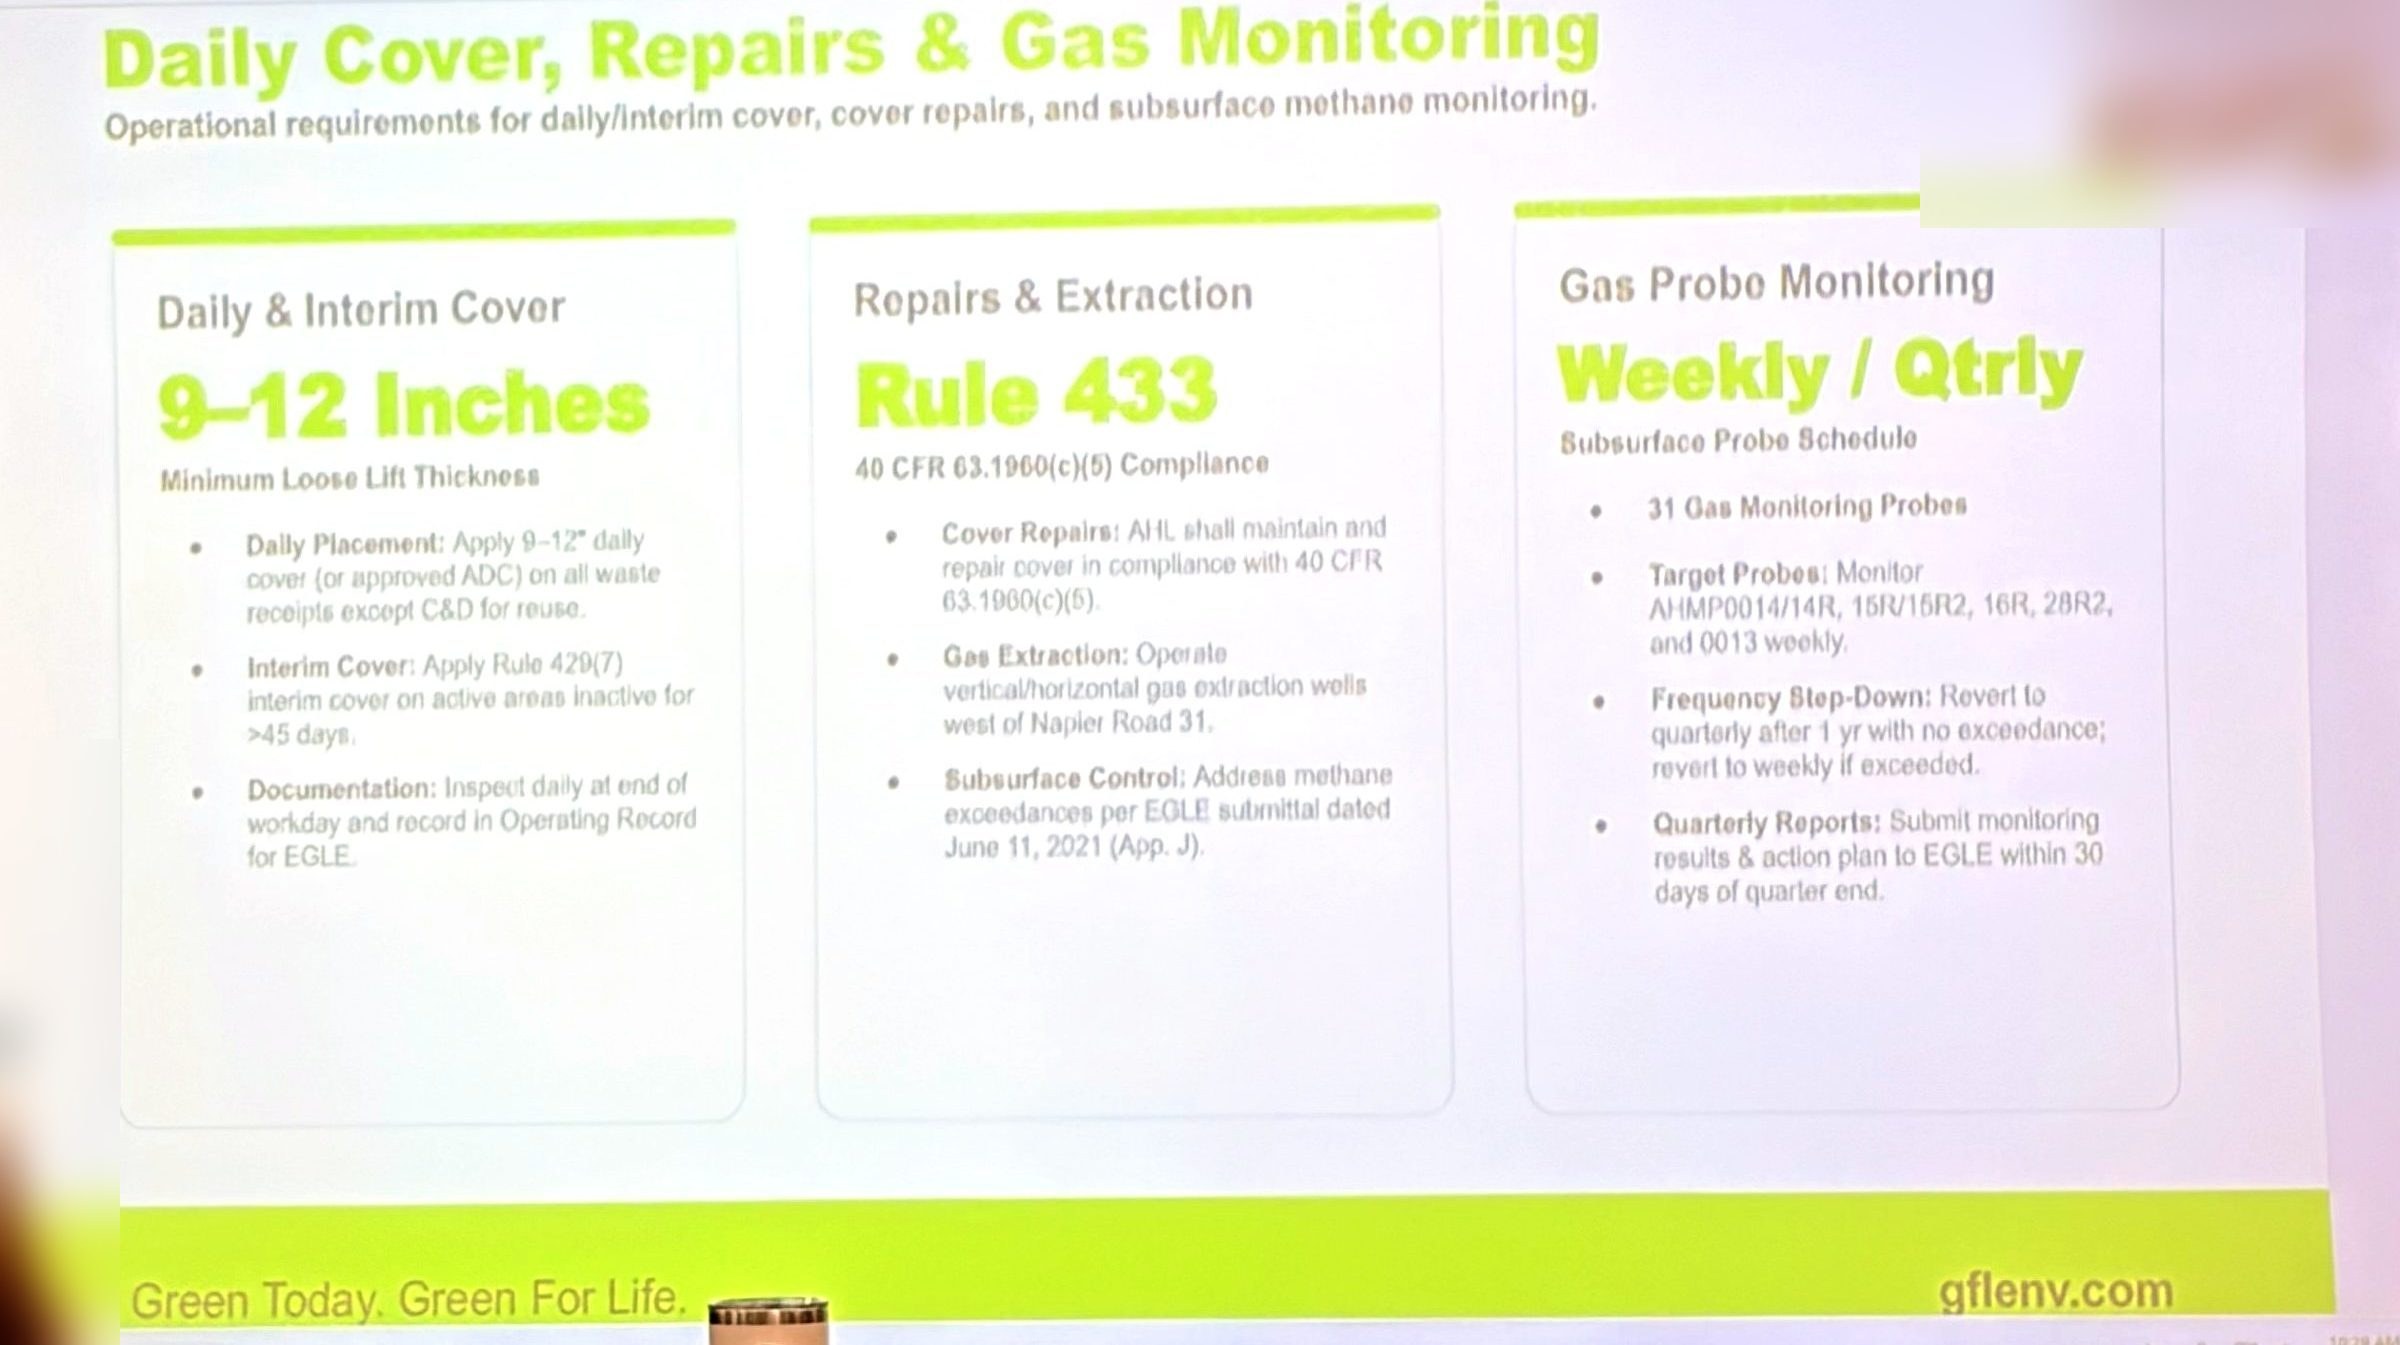 Daily Cover, Repairs & Gas Monitoring
Operational requirements for daily/interim cover, cover repairs, and subsurface methane monitoring.
Daily & Interim Cover
9–12 Inches
Minimum Loose Lift Thickness
• Daily Placement: Apply 9–12" daily
cover (or approved ADC) on all waste
receipts except C&D for reuse.
• Interim Cover: Apply Rule 429(7)
interim cover on active areas inactive for
>45 days.
• Documentation: Inspect daily at end of
workday and record in Operating Record
for EGLE.
Repairs & Extraction
Rule 433
40 CFR 63.1960(c)(5) Compliance
• Cover Repairs: AHL shall maintain and
repair cover in compliance with 40 CFR
63.1960(c)(5).
• Gas Extraction: Operate
vertical/horizontal gas extraction wells
west of Napier Road 31.
• Subsurface Control: Address methane
exceedances per EGLE submittal dated
June 11, 2021 (App. J).
Gas Probe Monitoring
Weekly / Qtrly
Subsurface Probe Schedule
• 31 Gas Monitoring Probes
• Target Probes: Monitor
AHMP0014/14R, 15R/15R2, 16R, 28R2,
and 0013 weekly.
• Frequency Step-Down: Revert to
quarterly after 1 yr with no exceedance;
revert to weekly if exceeded.
• Quarterly Reports: Submit monitoring
results & action plan to EGLE within 30
days of quarter end.
Green Today. Green For Life.
gflenv.com